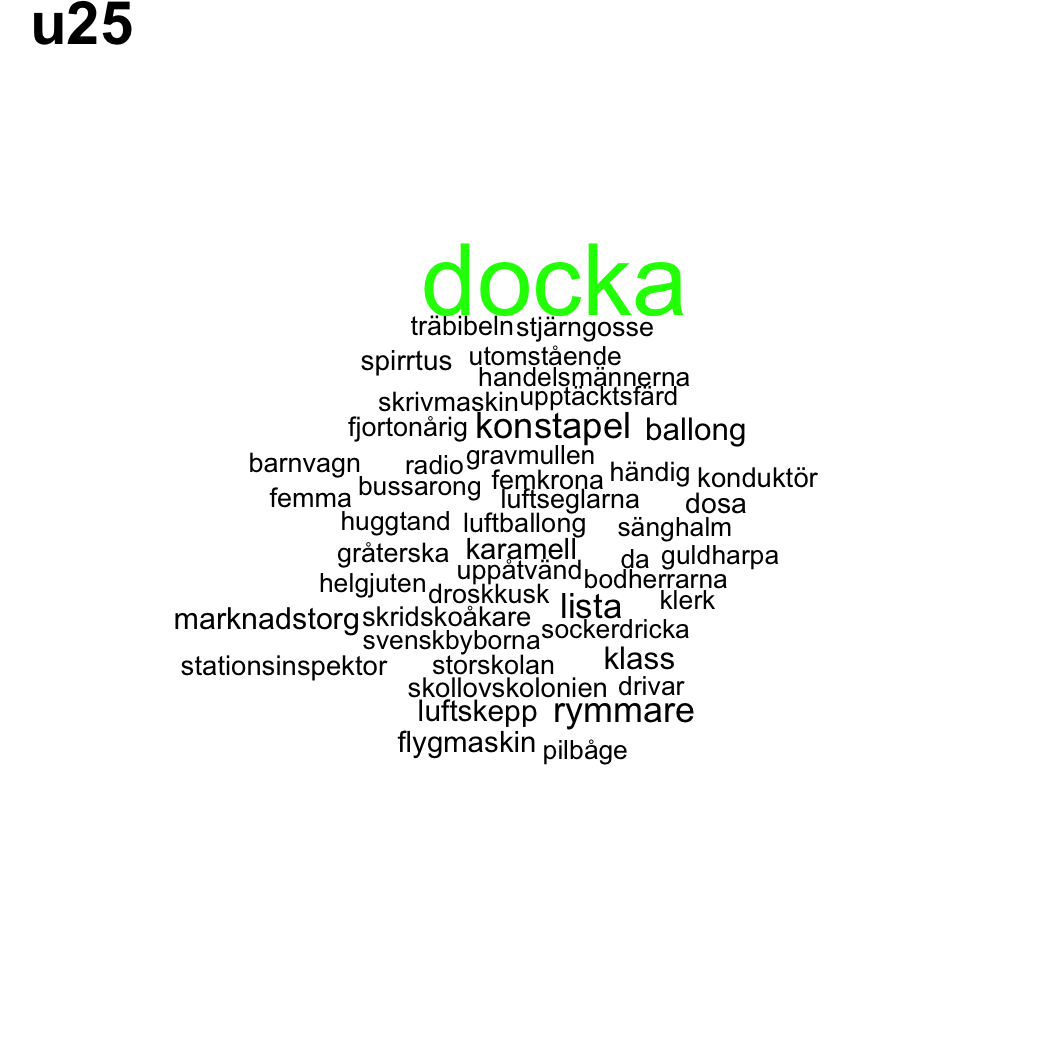 u25
docka
träbibeln stjärngosse
spirrtus utomstående
handelsmännerna
skrivmaskin upptäcktsfärd
fjortonårig konstapel ballong
barnvagn radio gravmullen
femma bussarong femkrona händig konduktör
luftseglarna dosa
huggtand luftballong sänghalm
gråterska karamell da guldharpa
helgjuten uppåtvänd bodherrarna
droskkusk lista klerk
marknadstorg skridskoåkare sockerdricka
svenskbyborna
stationsinspektor storskolan klass
skollovskolonien drivar
luftskepp rymmare
flygmaskin pilbåge